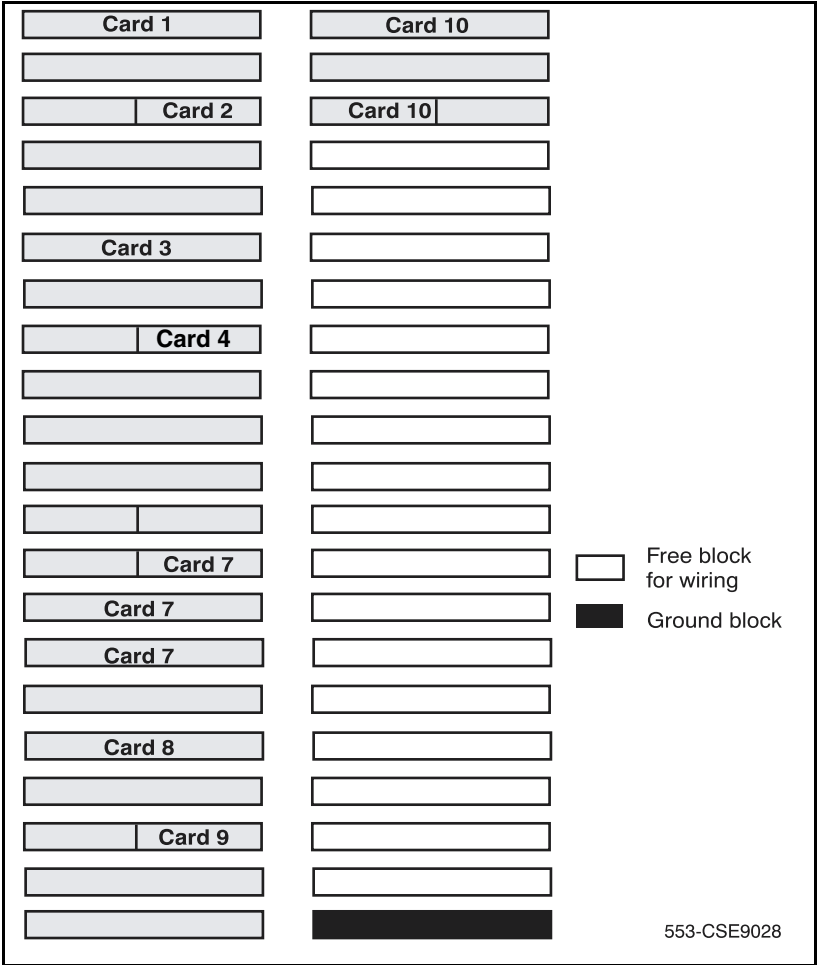 Card 1
Card 10
Card 2
Card 10
Card 3
Card 4
Card 7
Card 7
Card 7
Card 8
Card 9
Free block
for wiring
Ground block
553-CSE9028